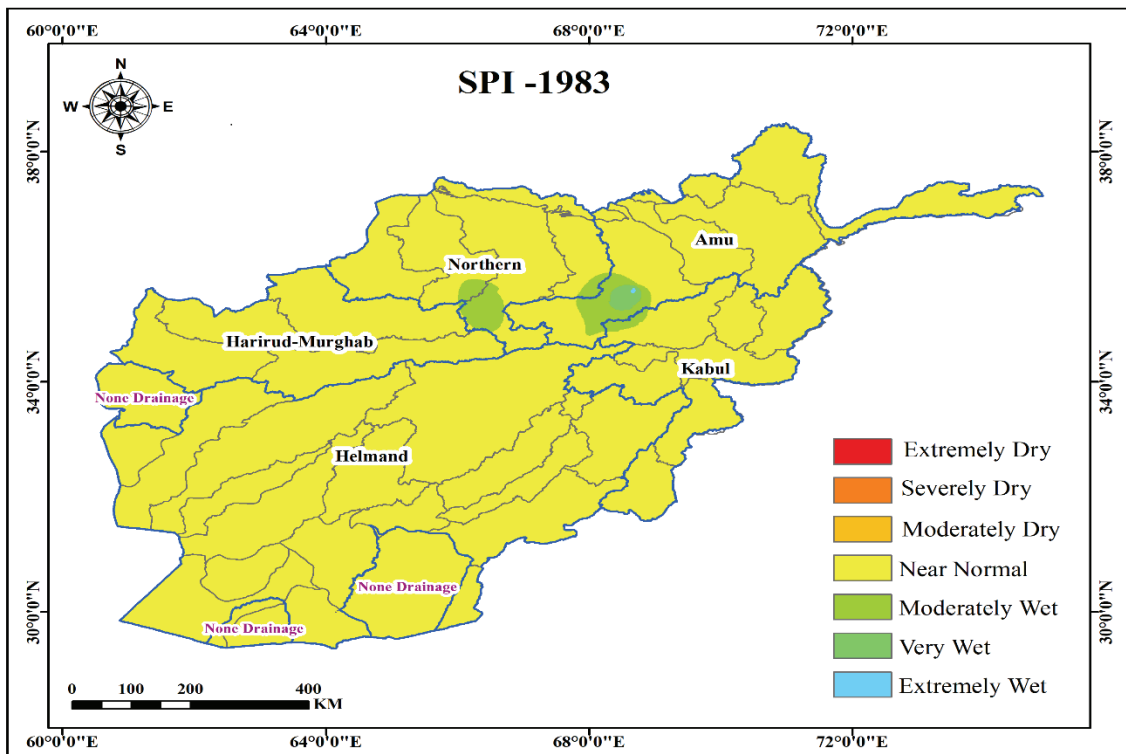 60°0'0"E 64°0'0"E 68°0'0"E 72°0'0"E
SPI -1983
N
W E
S
38°0'0"N 38°0'0"N
Amu
Northern
Harirud-Murghab
Kabul
34°0'0"N 34°0'0"N
None Drainage
Helmand
Extremely Dry
Severely Dry
Moderately Dry
Near Normal
None Drainage
30°0'0"N 30°0'0"N
Moderately Wet
None Drainage
Very Wet
Extremely Wet
0 100 200 400
KM
60°0'0"E 64°0'0"E 68°0'0"E 72°0'0"E